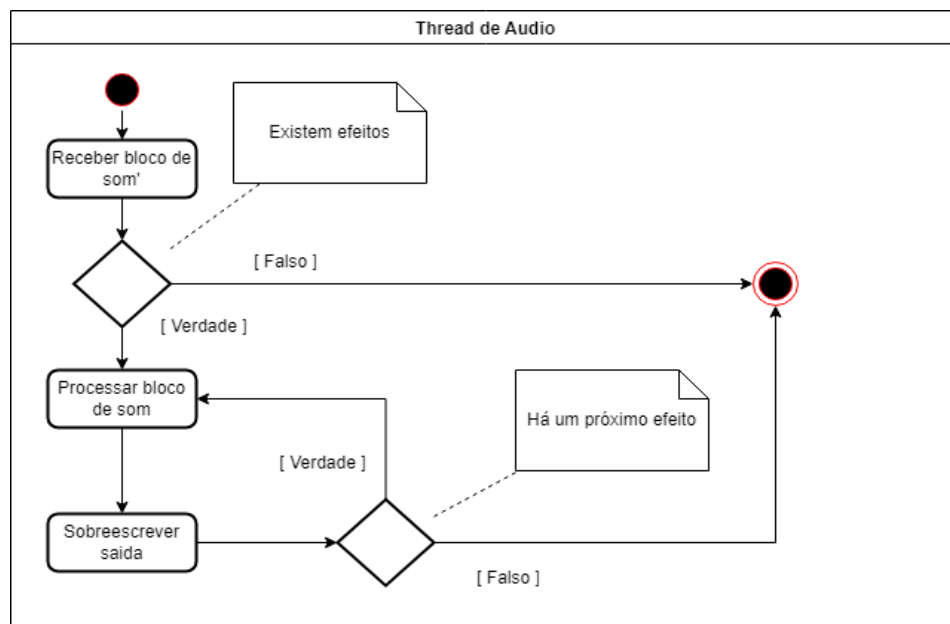 Thread de Audio
Existem efeitos
Receber bloco de
som'
[ Falso ]
[ Verdade ]
Processar bloco
de som
Há um próximo efeito
[ Verdade ]
Sobreescrever
saida
[ Falso ]